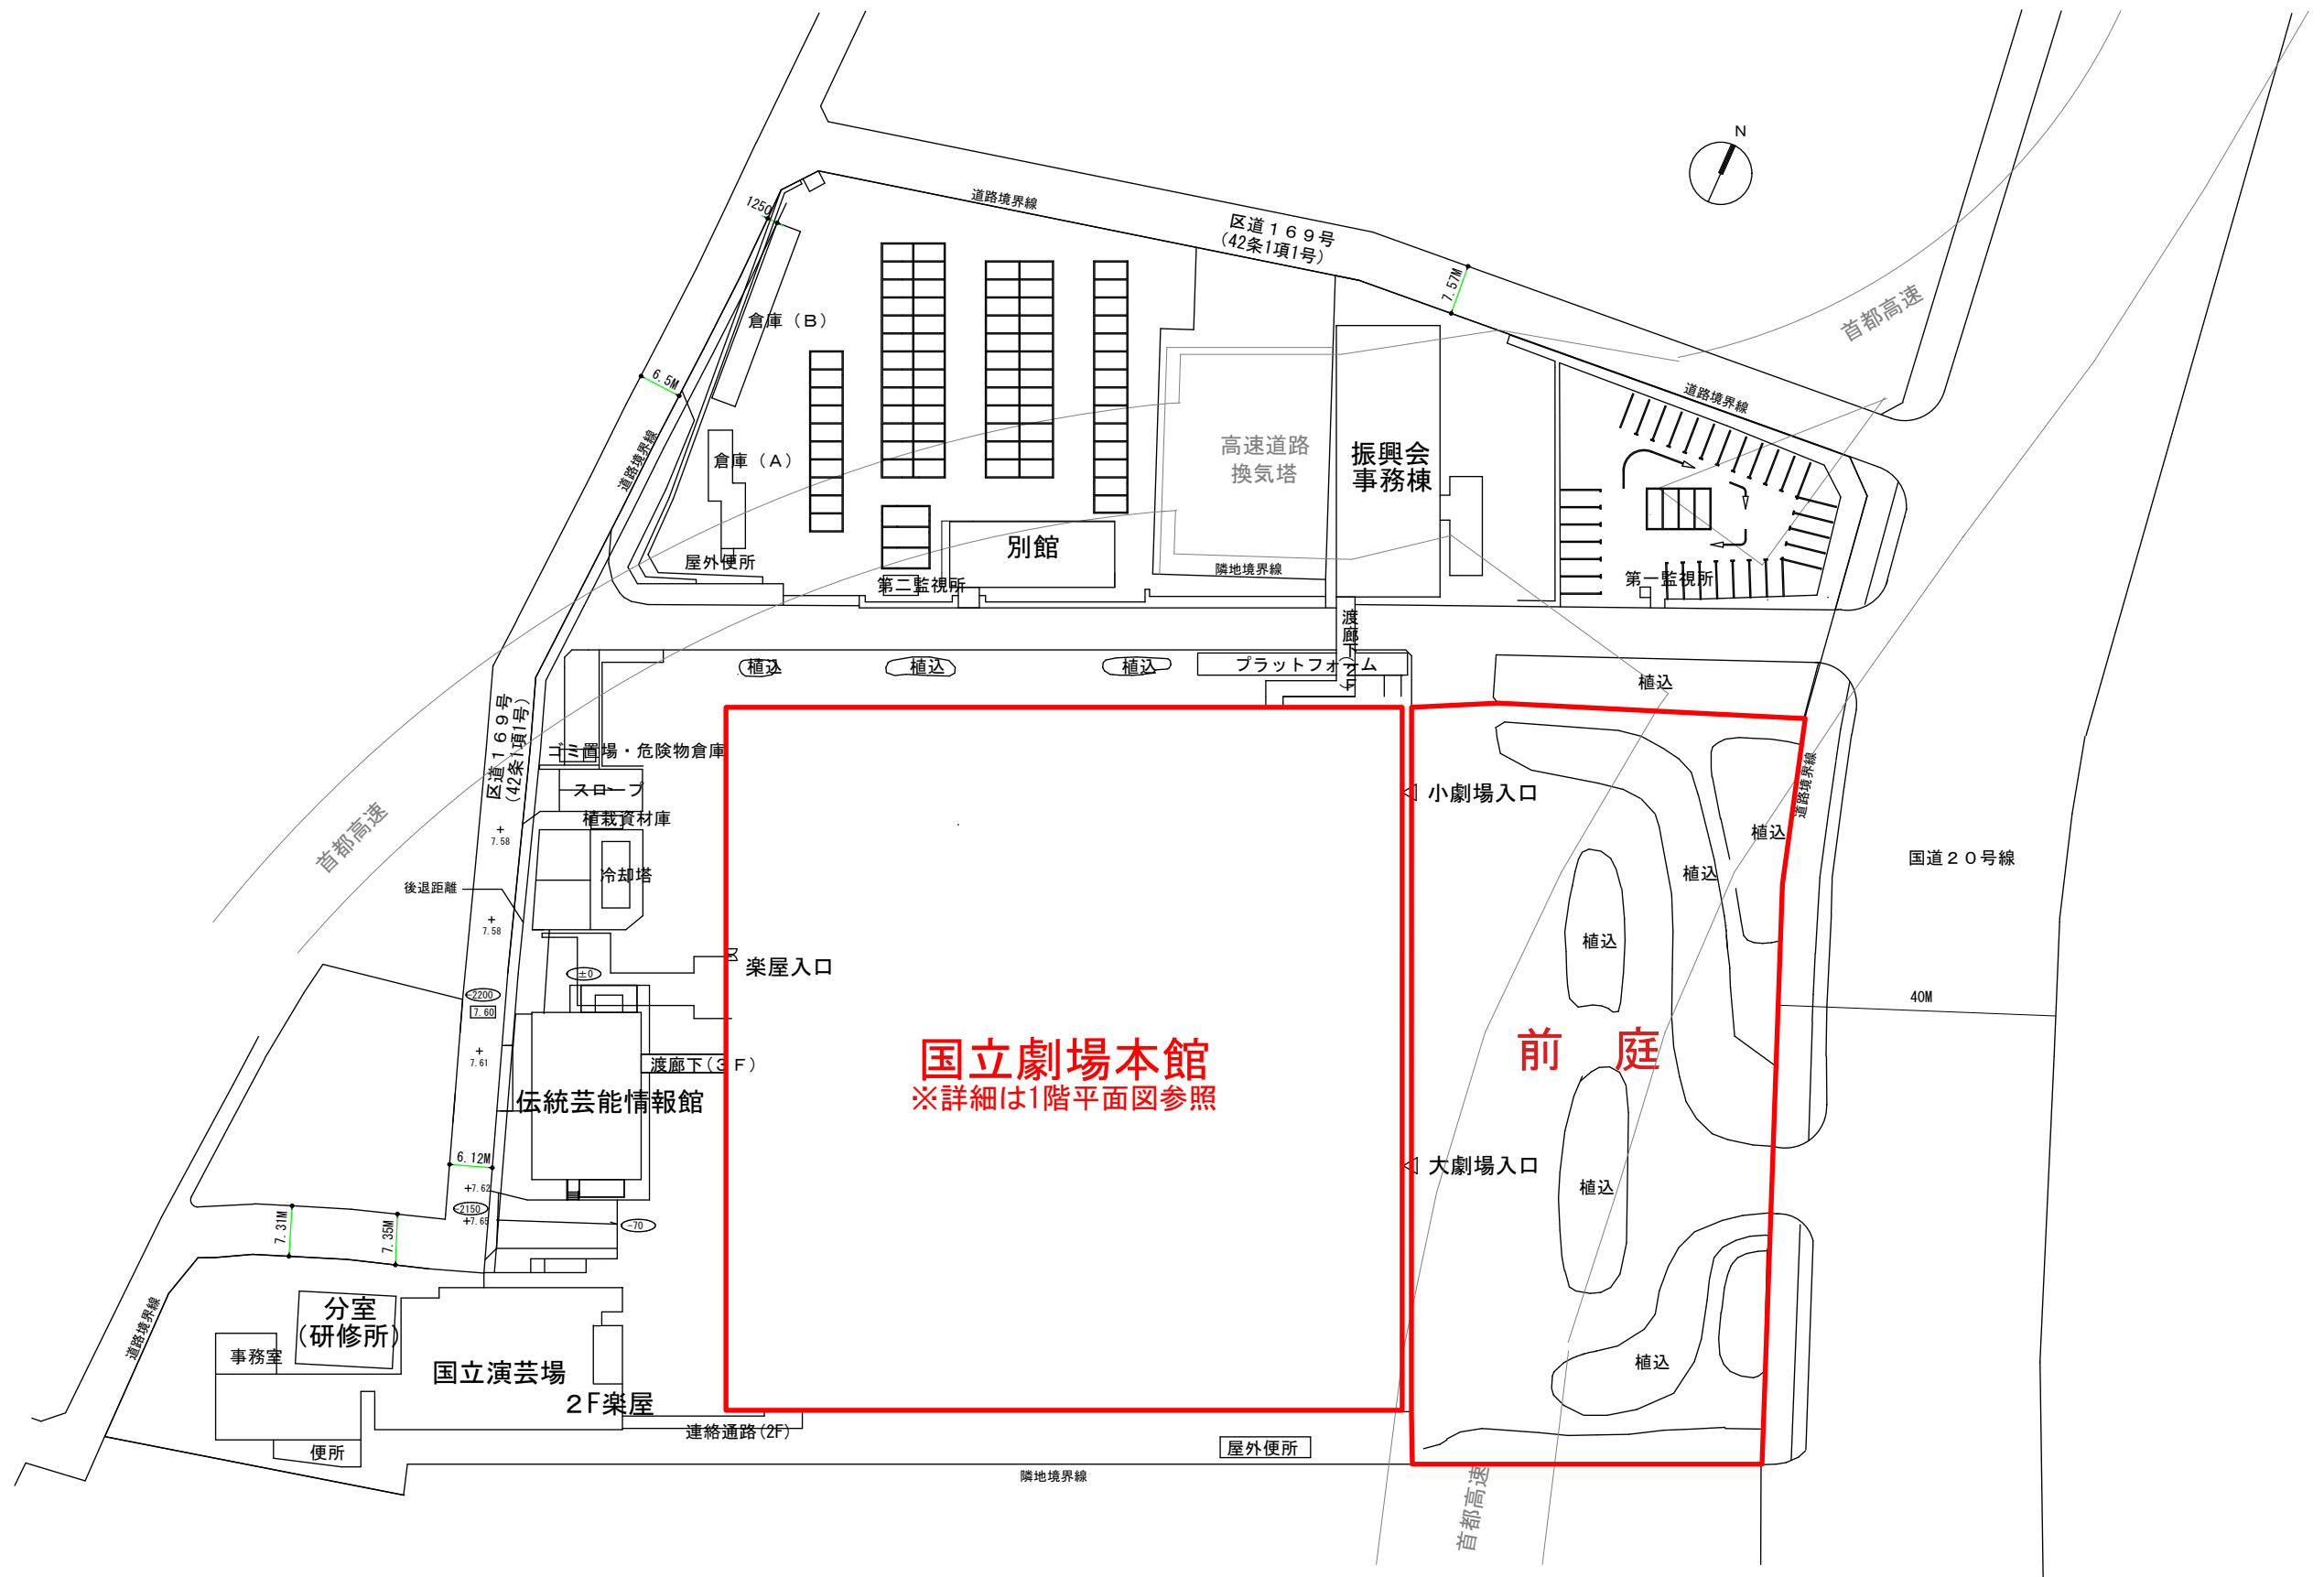 N
道路境界線
1250
区道１６９号
(42条1項1号)
7.57M
首都高速
倉庫（Ｂ）
6.5M
道路境界線
道路境界線
高速道路
換気塔
振興会
事務棟
倉庫（Ａ）
別館
屋外便所
第二監視所
隣地境界線
第一監視所
渡廊下(2F)
植込
植込
植込
プラットフォーム
植込
区道１６９号
(42条1項1号)
ゴミ置場・危険物倉庫
スロープ
小劇場入口
道路境界線
植栽資材庫
植込
首都高速
7.58
冷却塔
植込
国道２０号線
後退距離
7.58
植込
楽屋入口
±0
-2200
7.60
40M
国立劇場本館
※詳細は1階平面図参照
前　庭
7.61
渡廊下(３Ｆ)
伝統芸能情報館
6.12M
大劇場入口
7.62
植込
-2150
7.65
-70
7.31M
7.35M
道路境界線
分室
(研修所)
事務室
国立演芸場
植込
２F楽屋
連絡通路(2F)
便所
屋外便所
隣地境界線
首都高速